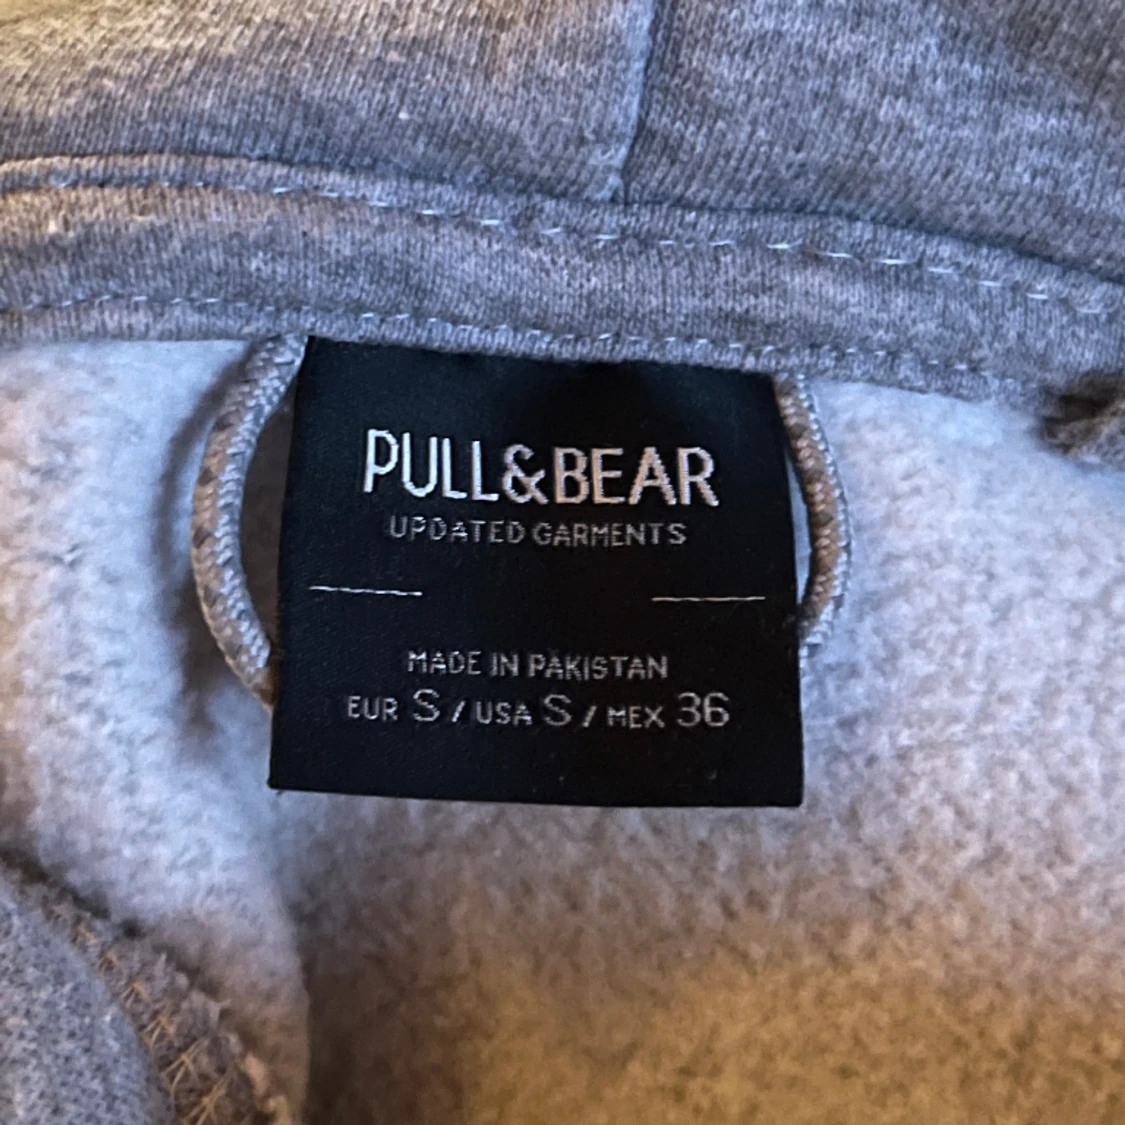 PULL&BEAR
UPDATED GARMENTS
MADE IN PAKISTAN
EUR S / USA S / MEX 36